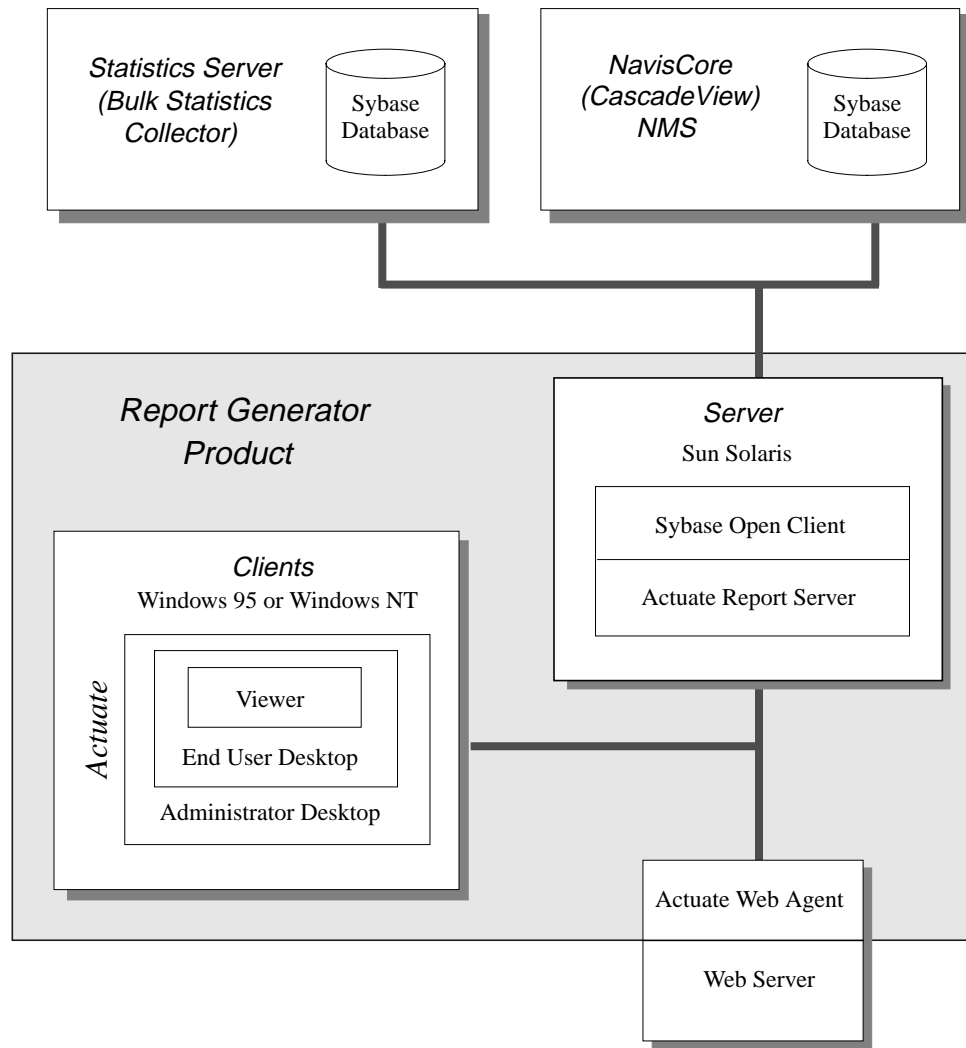 Statistics Server
(Bulk Statistics
Collector)
Sybase
Database
NavisCore
(CascadeView)
NMS
Sybase
Database
Report Generator
Product
Server
Sun Solaris
Sybase Open Client
Actuate Report Server
Clients
Windows 95 or Windows NT
Actuate
Viewer
End User Desktop
Administrator Desktop
Actuate Web Agent
Web Server